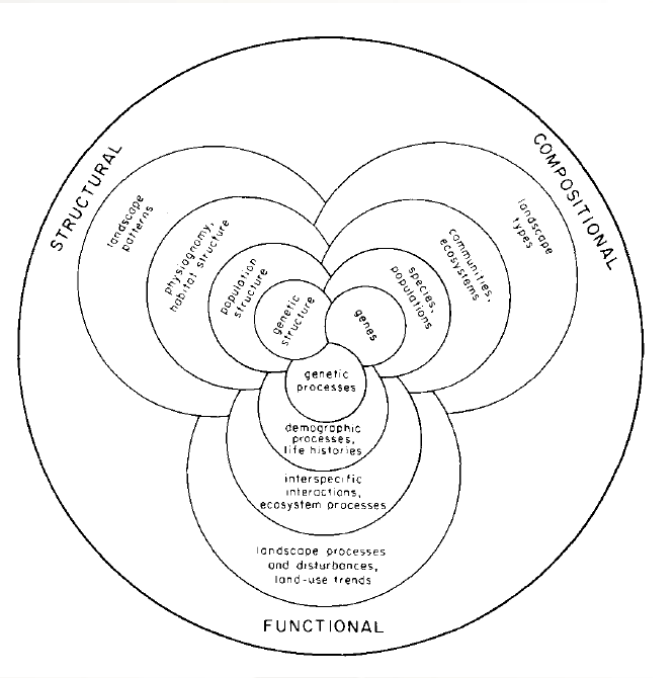 STRUCTURAL
landscape
patterns
physiognomy,
habitat structure
population
structure
genetic
structure
COMPOSITIONAL
landscape
types
communities,
ecosystems
species,
populations
genes
genetic
processes
demographic
processes,
life histories
interspecific
interactions,
ecosystem processes
landscape processes
and disturbances,
land-use trends
FUNCTIONAL